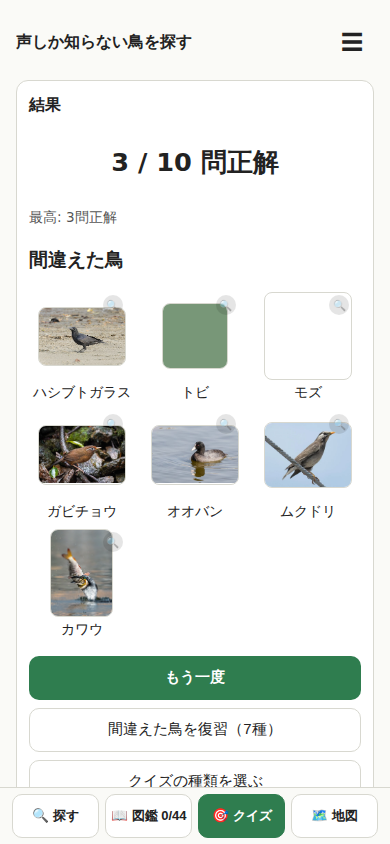 声しか知らない鳥を探す
結果
3 / 10 問正解
最高: 3問正解
間違えた鳥
ハシブトガラス
トビ
モズ
ガビチョウ
オオバン
ムクドリ
カワウ
もう一度
間違えた鳥を復習（7種）
クイズの種類を選ぶ
探す
図鑑 0/44
クイズ
地図